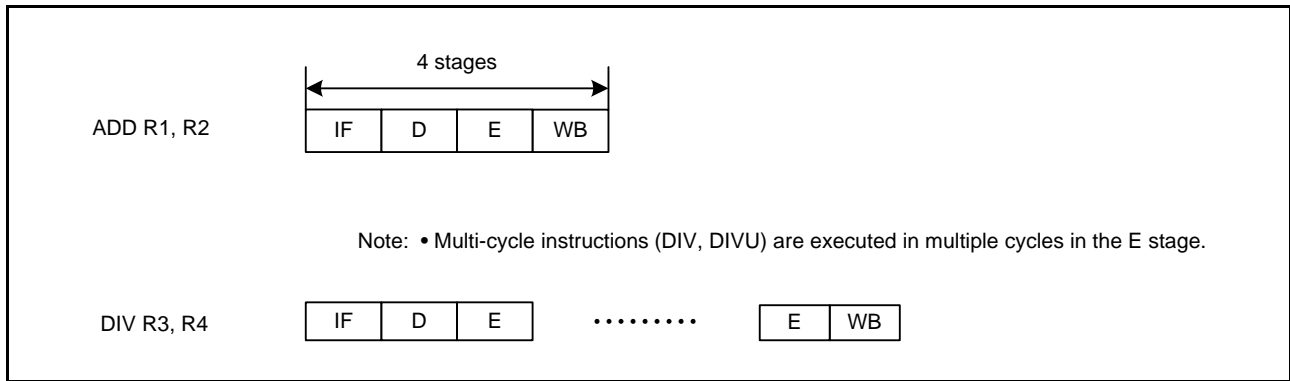 4 stages
ADD R1, R2 IF D E WB
Note: • Multi-cycle instructions (DIV, DIVU) are executed in multiple cycles in the E stage.
DIV R3, R4 IF D E ········· E WB